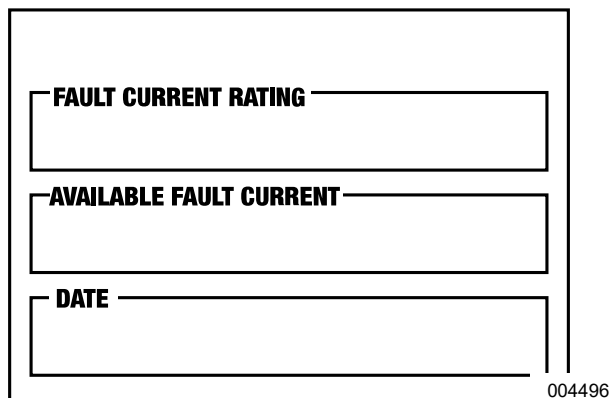 FAULT CURRENT RATING
AVAILABLE FAULT CURRENT
DATE
004496